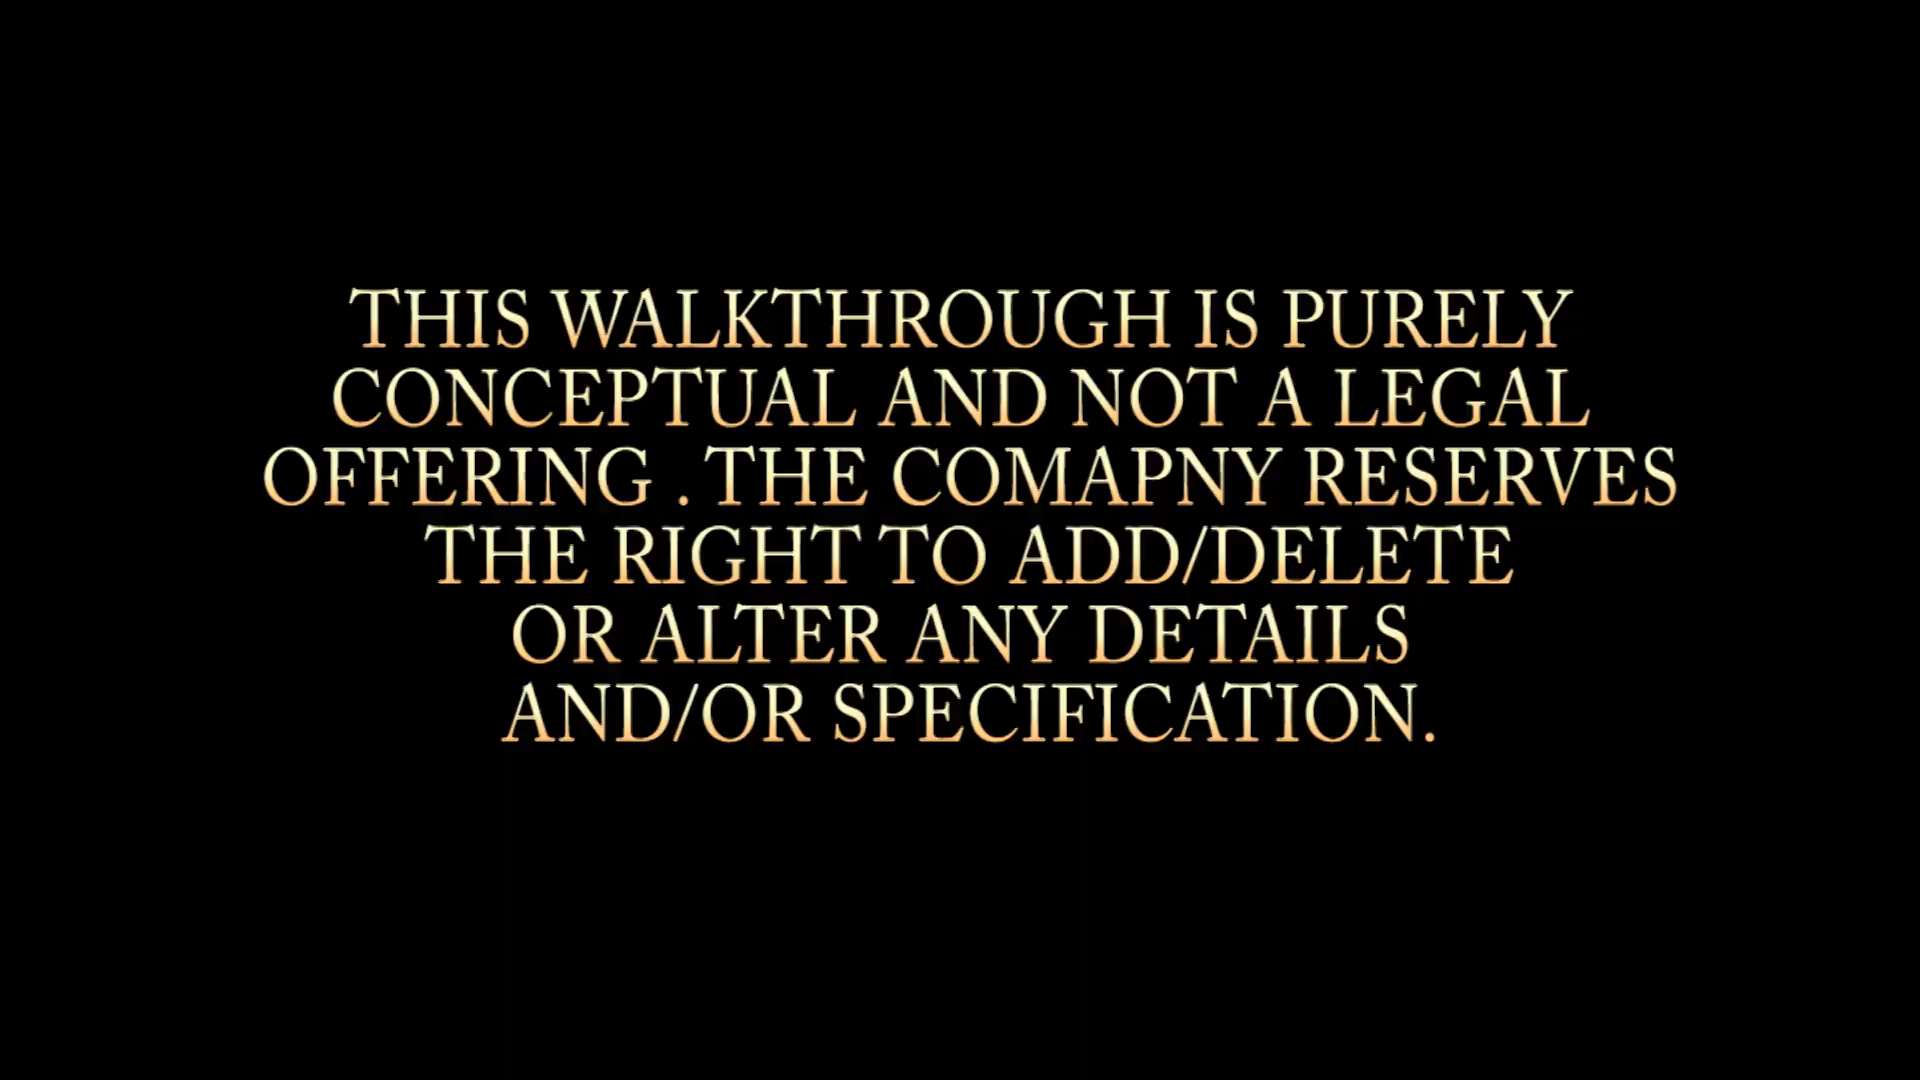 THIS WALKTHROUGH IS PURELY
CONCEPTUAL AND NOT A LEGAL
OFFERING . THE COMAPNY RESERVES
THE RIGHT TO ADD/DELETE
OR ALTER ANY DETAILS
AND/OR SPECIFICATION.